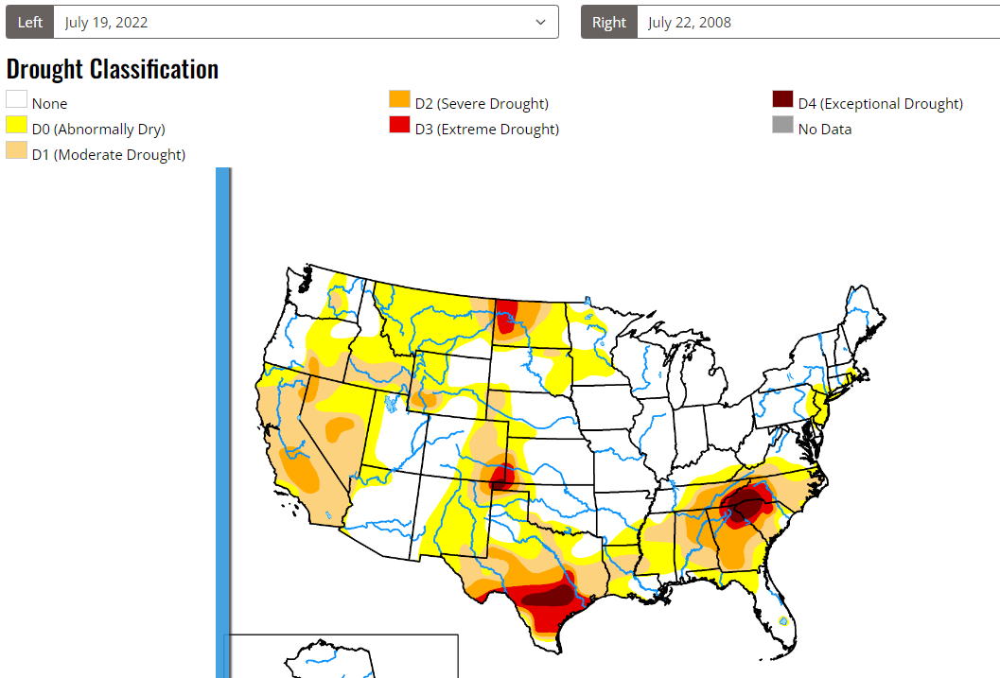 Left July 19, 2022 Right July 22, 2008
Drought Classification
None D2 (Severe Drought) D4 (Exceptional Drought)
D0 (Abnormally Dry) D3 (Extreme Drought) No Data
D1 (Moderate Drought)